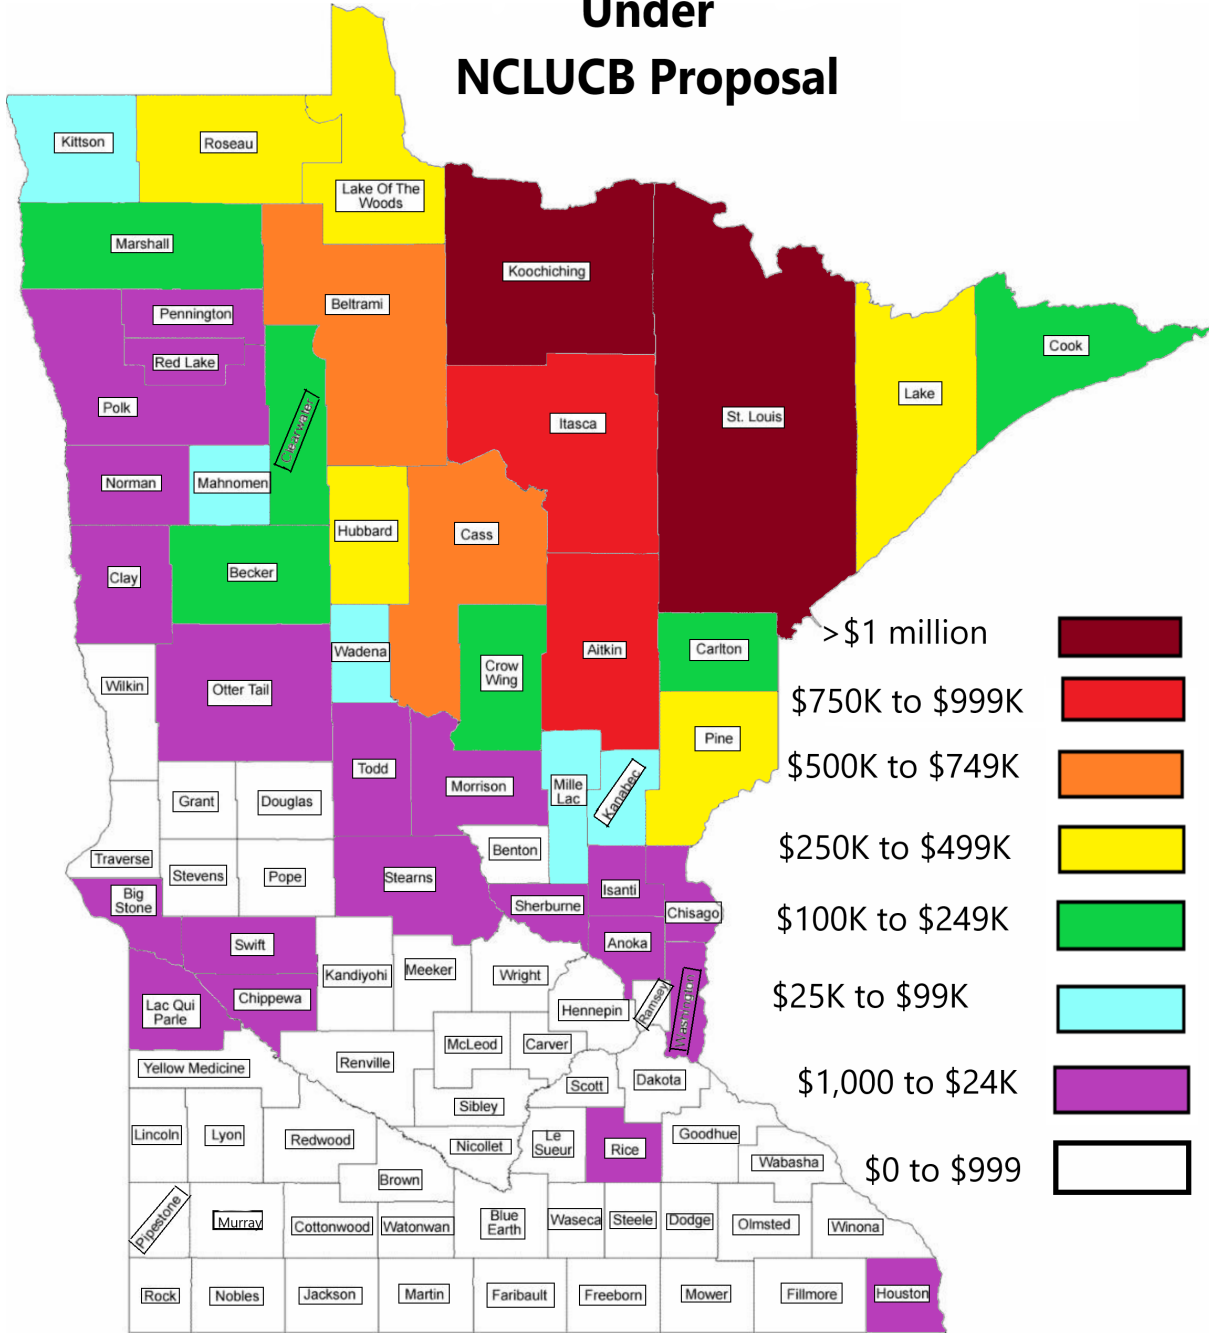 Under
NCLUCB Proposal
Kittson
Roseau
Lake Of The
Woods
Marshall
Koochiching
Beltrami
Pennington
Red Lake
Polk
Clearwater
Itasca
St. Louis
Lake
Cook
Norman
Mahnomen
Hubbard
Cass
Clay
Becker
Wadena
Crow
Wing
Aitkin
Carlton
>$1 million
Wilkin
Otter Tail
$750K to $999K
Pine
Todd
Morrison
Mille
Lac
Kanabec
$500K to $749K
Grant
Douglas
Benton
$250K to $499K
Traverse
Stevens
Pope
Stearns
Isanti
Big
Stone
Sherburne
Chisago
$100K to $249K
Swift
Anoka
Kandiyohi
Meeker
Wright
Lac Qui
Parle
Chippewa
Hennepin
Ramsey
Washington
$25K to $99K
McLeod
Carver
Yellow Medicine
Renville
Scott
Dakota
$1,000 to $24K
Sibley
Lincoln
Lyon
Redwood
Nicollet
Le
Sueur
Rice
Goodhue
Wabasha
$0 to $999
Brown
Pipestone
Murray
Cottonwood
Watonwan
Blue
Earth
Waseca
Steele
Dodge
Olmsted
Winona
Rock
Nobles
Jackson
Martin
Faribault
Freeborn
Mower
Fillmore
Houston